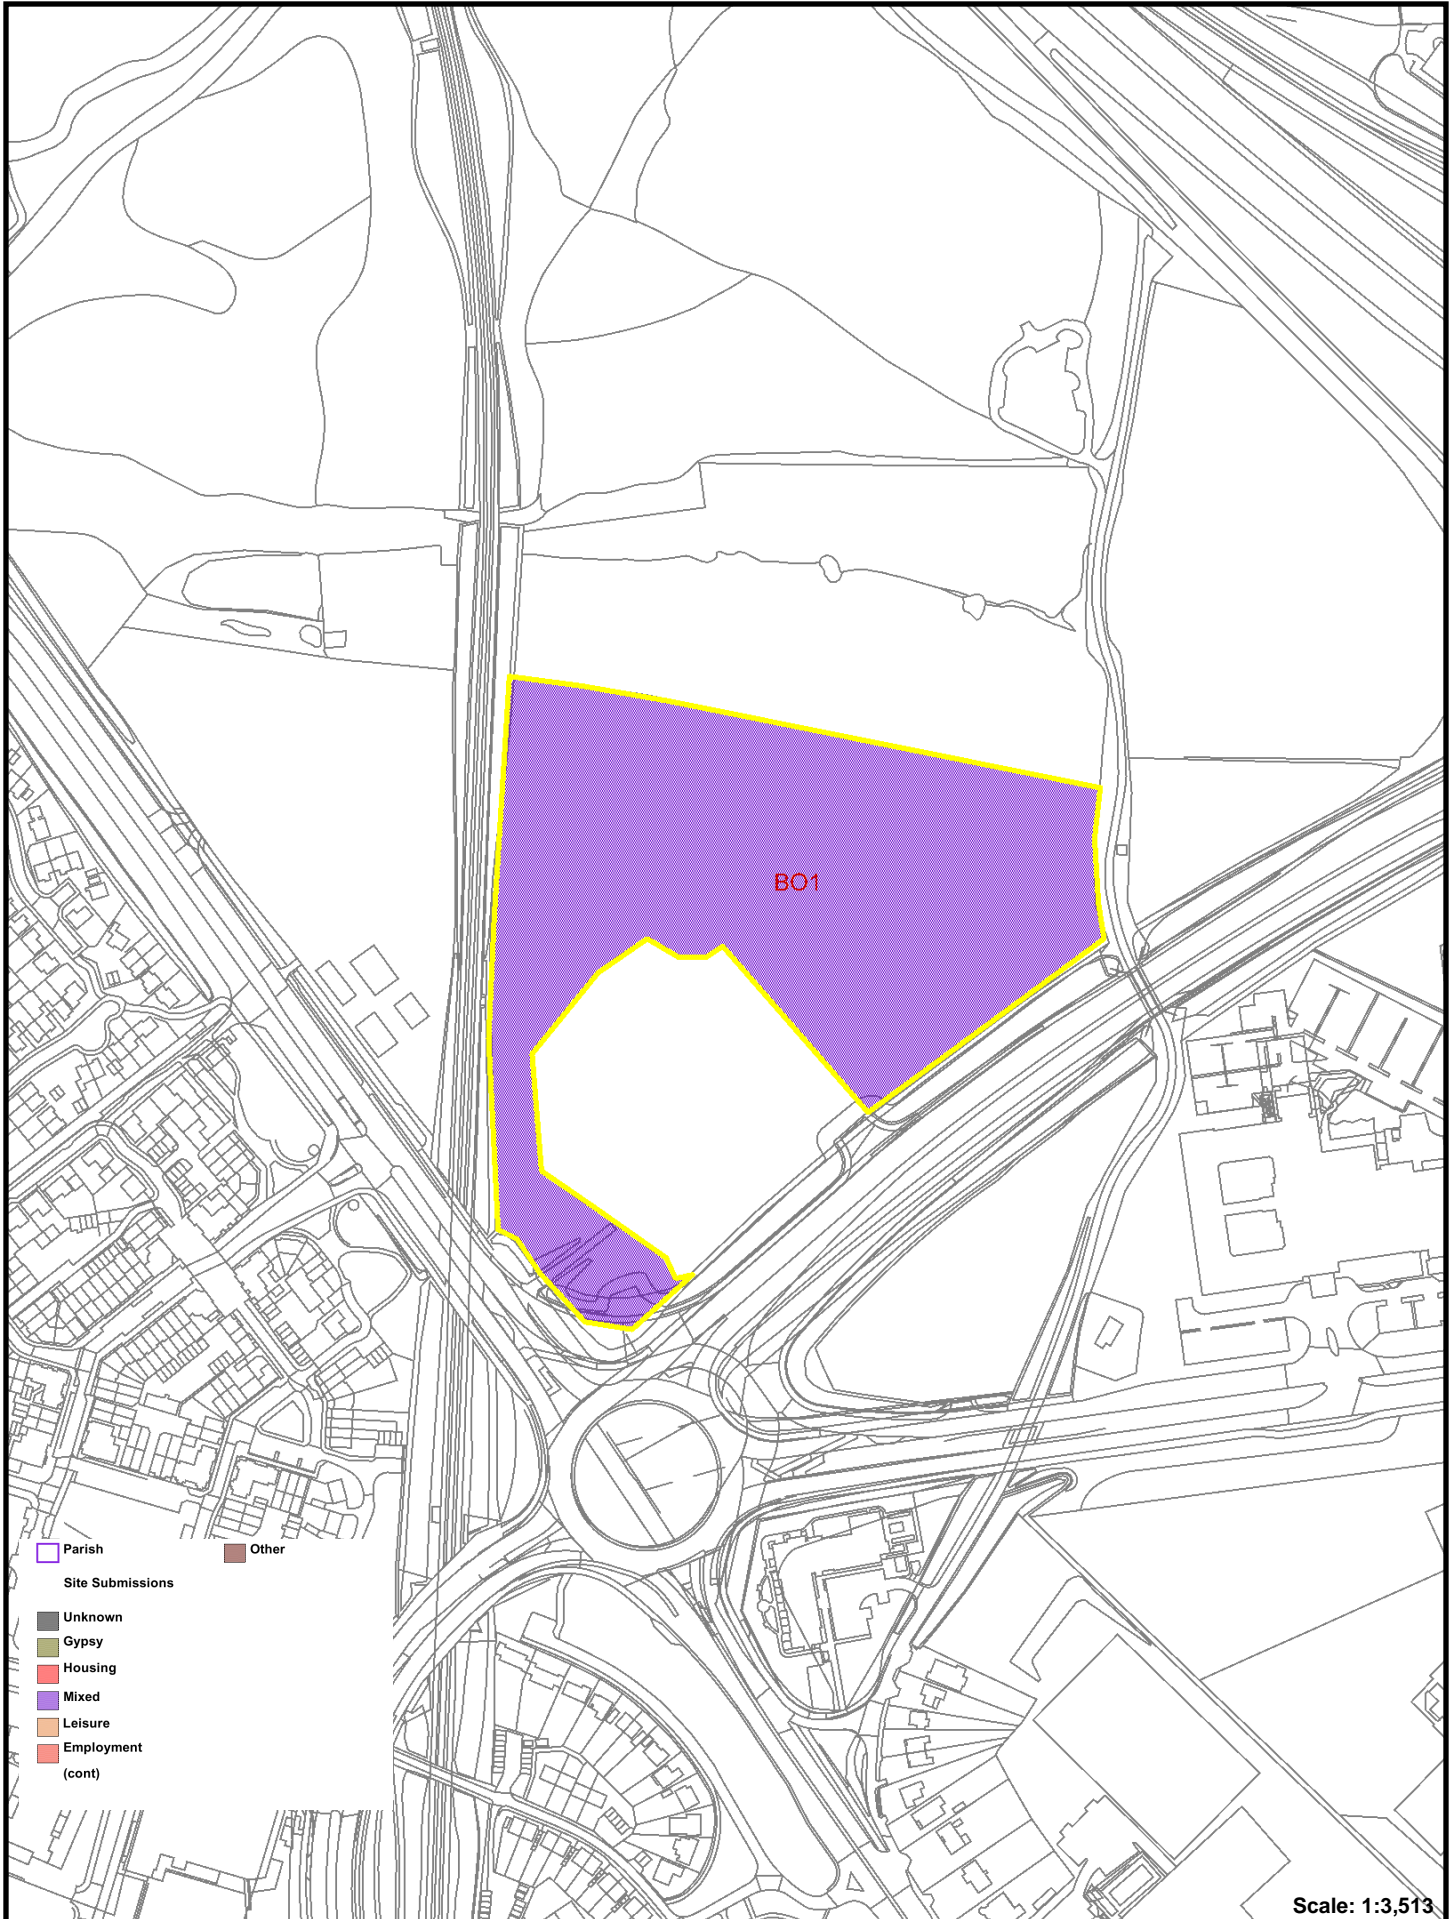 BO1
Parish
Other
Site Submissions
Unknown
Gypsy
Housing
Mixed
Leisure
Employment
(cont)
Scale: 1:3,513